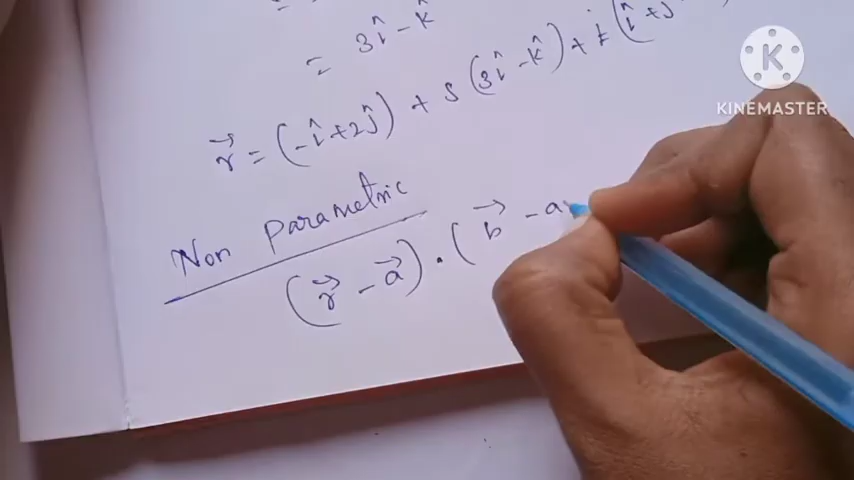 = 3î - k̂
r⃗ = (-î + 2ĵ) + s (3î - k̂) + t (î + ĵ
Non Parametric
(r⃗ - a⃗) · (b⃗ - a
K
KINEMASTER